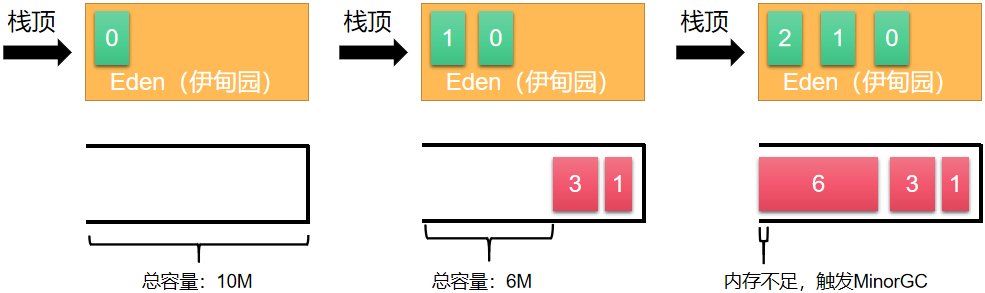 栈顶
0
Eden（伊甸园）
总容量：10M
栈顶
1 0
Eden（伊甸园）
3 1
总容量：6M
栈顶
2 1 0
Eden（伊甸园）
6 3 1
内存不足，触发MinorGC